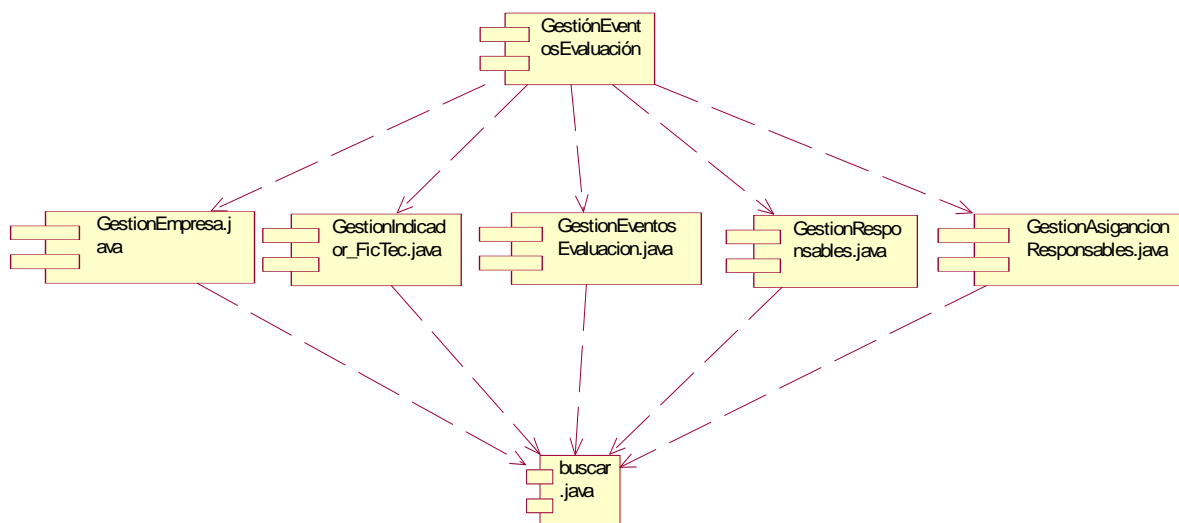 GestiónEvent
osEvaluación
GestionEmpresa.j
ava
GestionIndicad
or_FicTec.java
GestionEventos
Evaluacion.java
GestionRespo
nsables.java
GestionAsigancion
Responsables.java
buscar
.java